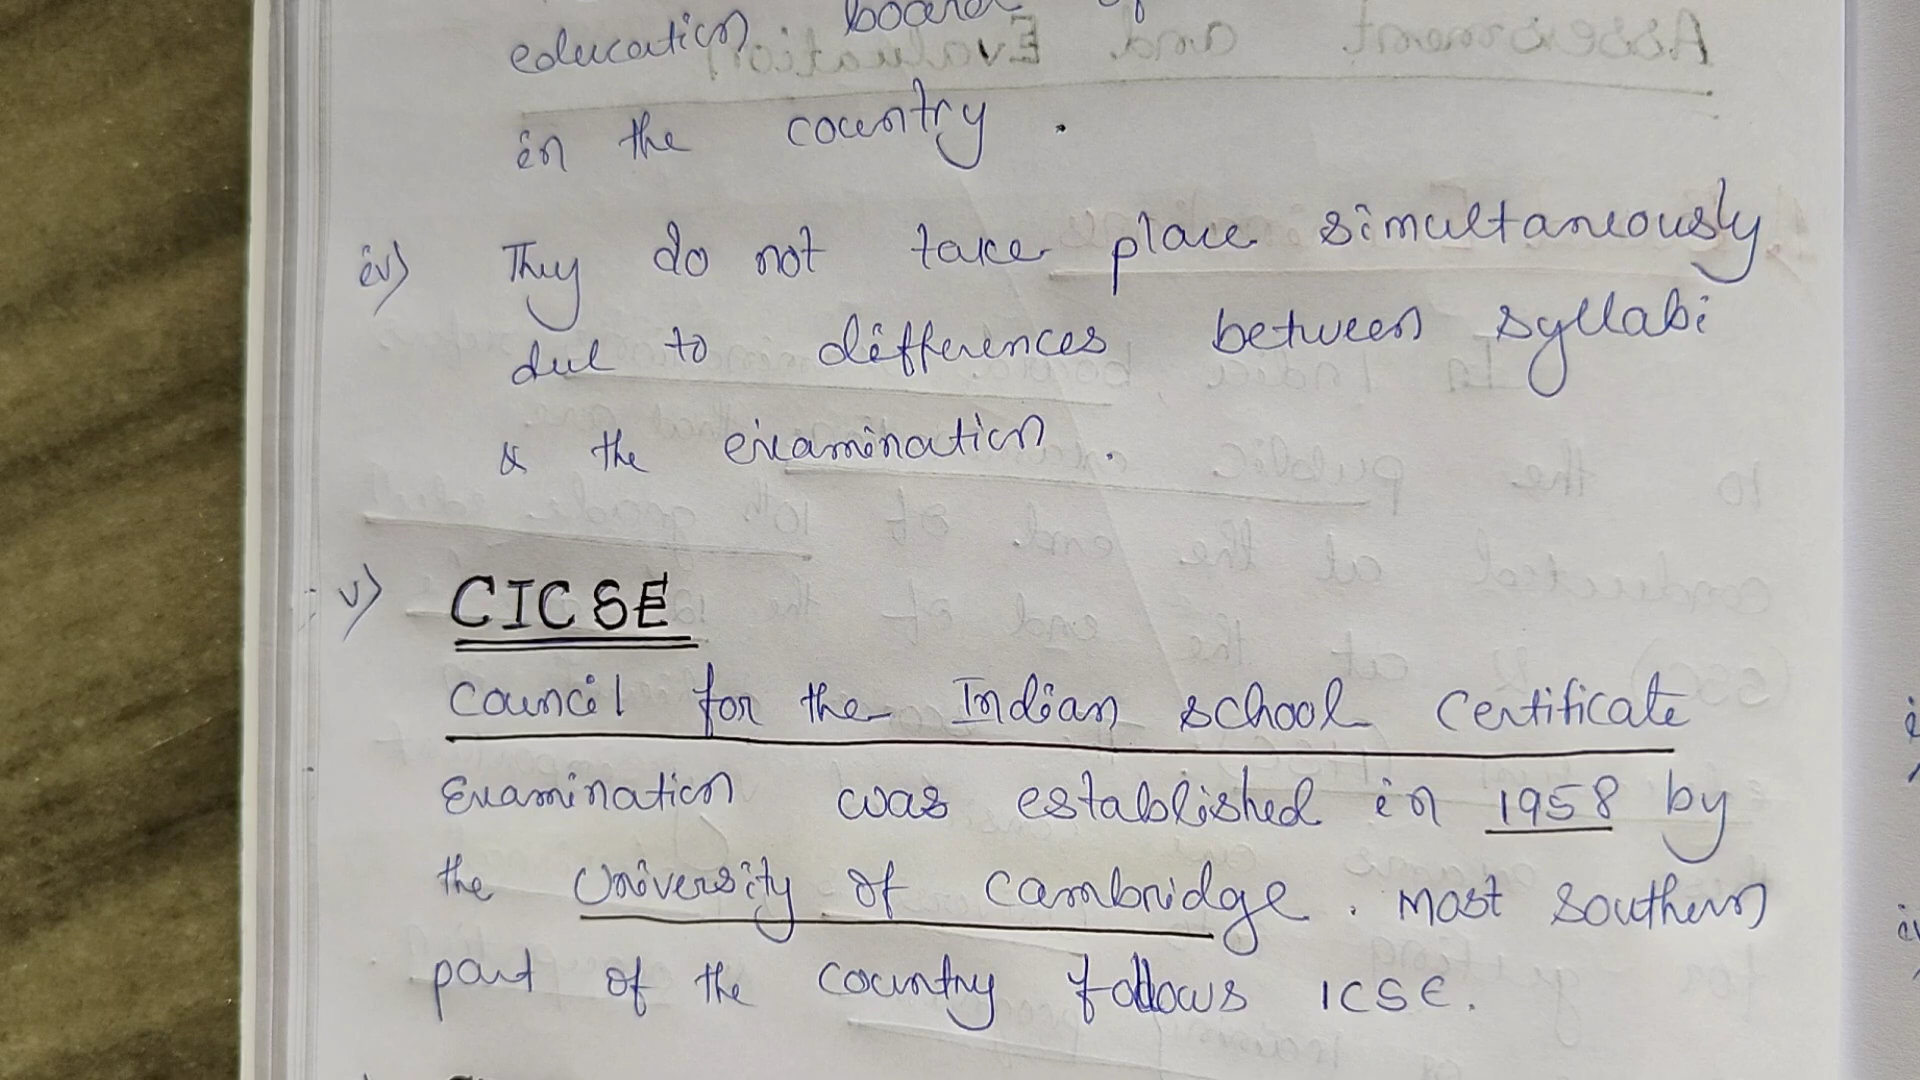 education board of
in the country.
iv) They do not take place simultaneously
due to differences between syllabi
& the examination.
v) CICSE
Council for the Indian school Certificate
Examination was established in 1958 by
the University of Cambridge. Most Southern
part of the country follows ICSE.